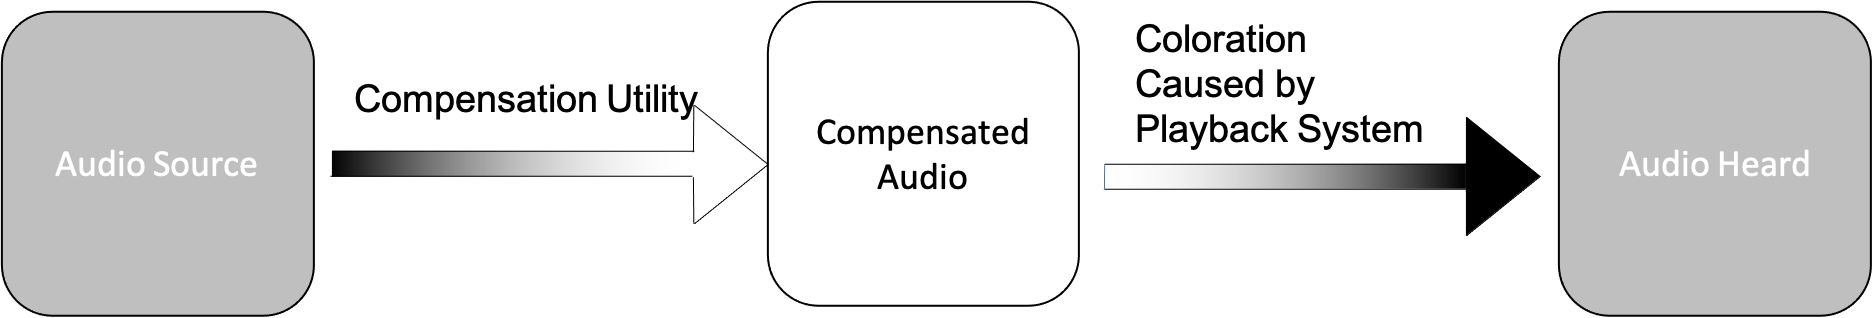 Audio Source
Compensation Utility
Compensated
Audio
Coloration
Caused by
Playback System
Audio Heard